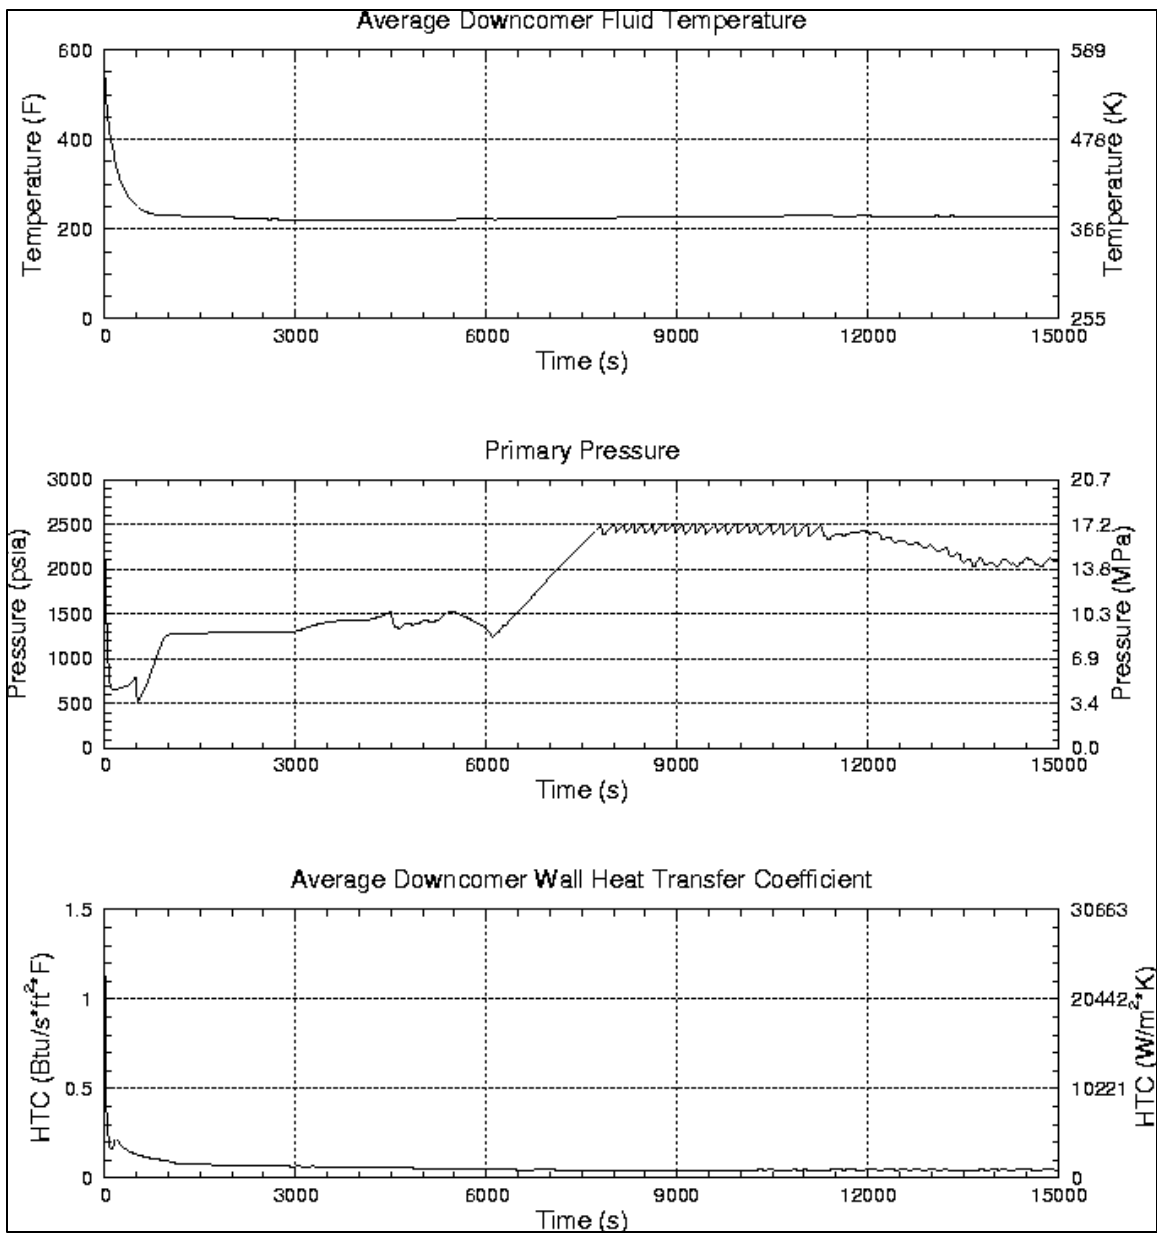 Average Downcomer Fluid Temperature
600 589
400 478
200 366
0 255
Temperature (F)
Temperature (K)
0 3000 6000 9000 12000 15000
Time (s)
Primary Pressure
3000 20.7
2500 17.2
2000 13.8
1500 10.3
1000 6.9
500 3.4
0 0.0
Pressure (psia)
Pressure (MPa)
0 3000 6000 9000 12000 15000
Time (s)
Average Downcomer Wall Heat Transfer Coefficient
1.5 30663
1 20442
0.5 10221
0 0
HTC (Btu/s*ft²*F)
HTC (W/m²*K)
0 3000 6000 9000 12000 15000
Time (s)